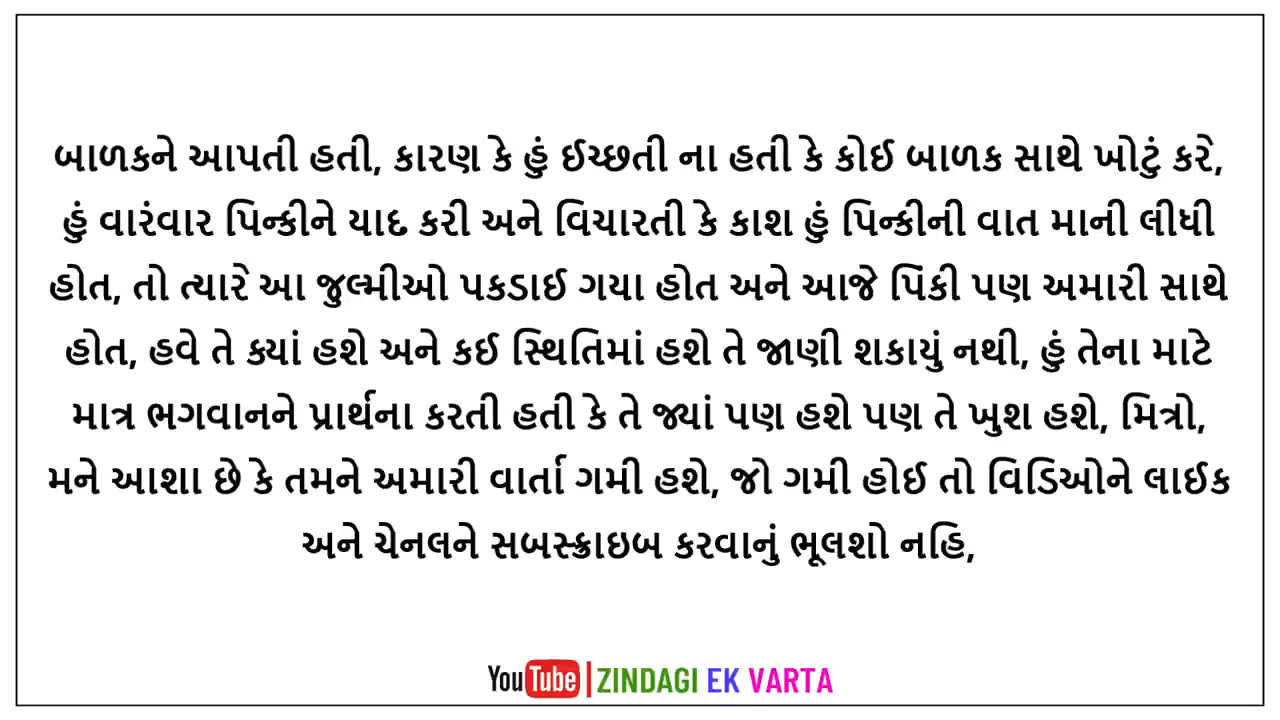 બાળકને આપતી હતી, કારણ કે હું ઈચ્છતી ના હતી કે કોઈ બાળક સાથે ખોટું કરે,
હું વારંવાર પિન્કીને યાદ કરી અને વિચારતી કે કાશ હું પિન્કીની વાત માની લીધી
હોત, તો ત્યારે આ જુલ્મીઓ પકડાઈ ગયા હોત અને આજે પિંકી પણ અમારી સાથે
હોત, હવે તે ક્યાં હશે અને કઈ સ્થિતિમાં હશે તે જાણી શકાયું નથી, હું તેના માટે
માત્ર ભગવાનને પ્રાર્થના કરતી હતી કે તે જ્યાં પણ હશે પણ તે ખુશ હશે, મિત્રો,
મને આશા છે કે તમને અમારી વાર્તા ગમી હશે, જો ગમી હોઈ તો વિડિઓને લાઈક
અને ચેનલને સબસ્ક્રાઇબ કરવાનું ભૂલશો નહિ,
YouTube | ZINDAGI EK VARTA